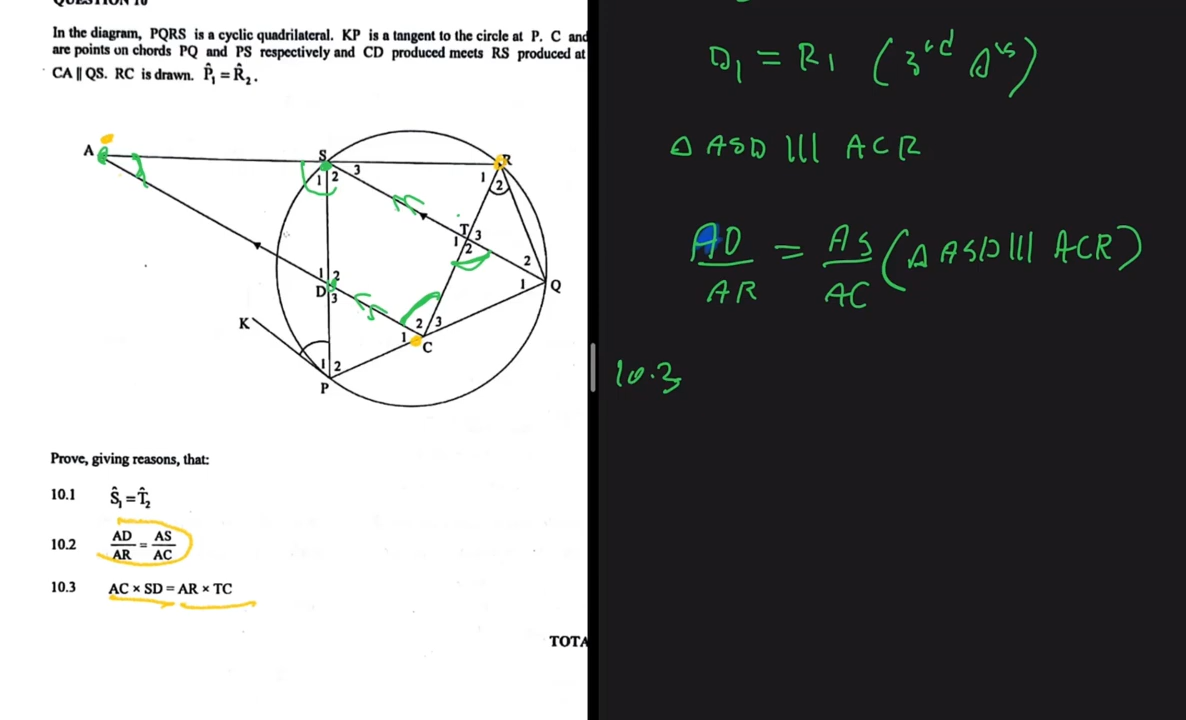 QUESTION 10
In the diagram, PQRS is a cyclic quadrilateral. KP is a tangent to the circle at P. C and
are points on chords PQ and PS respectively and CD produced meets RS produced at
CA || QS. RC is drawn. P̂₁ = R̂₂.
A
S
R
1 2 3
1
2
T
1 3
2
2
1
Q
1 2
D 3
K
2 3
1
C
1 2
P
Prove, giving reasons, that:
10.1 Ŝ₁ = T̂₂
10.2 AD/AR = AS/AC
10.3 AC × SD = AR × TC
TOTA
D₁ = R₁ (3rd Δ's)
Δ ASD ||| ACR
AD/AR = AS/AC (Δ ASD ||| ACR)
10.3